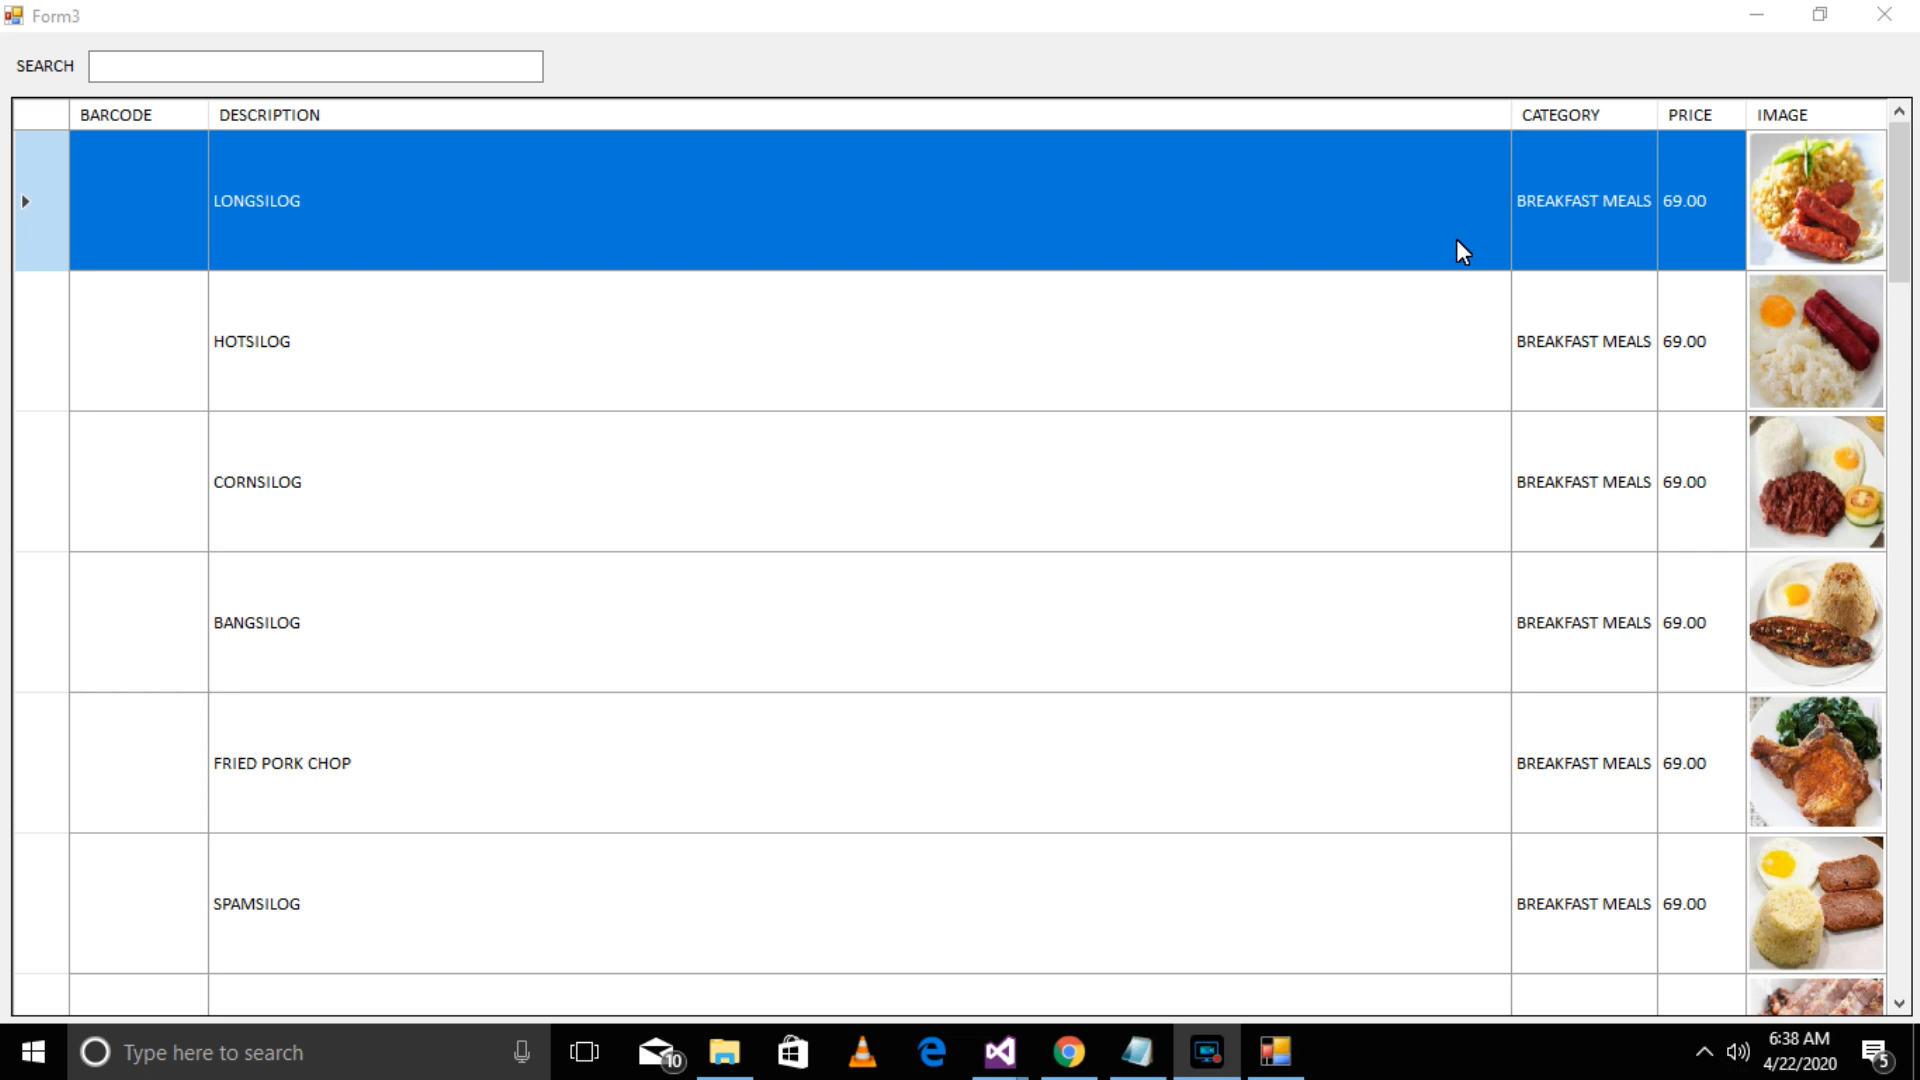 Form3
SEARCH
BARCODE DESCRIPTION CATEGORY PRICE IMAGE
LONGSILOG BREAKFAST MEALS 69.00
HOTSILOG BREAKFAST MEALS 69.00
CORNSILOG BREAKFAST MEALS 69.00
BANGSILOG BREAKFAST MEALS 69.00
FRIED PORK CHOP BREAKFAST MEALS 69.00
SPAMSILOG BREAKFAST MEALS 69.00
Type here to search 10 6:38 AM
4/22/2020 5